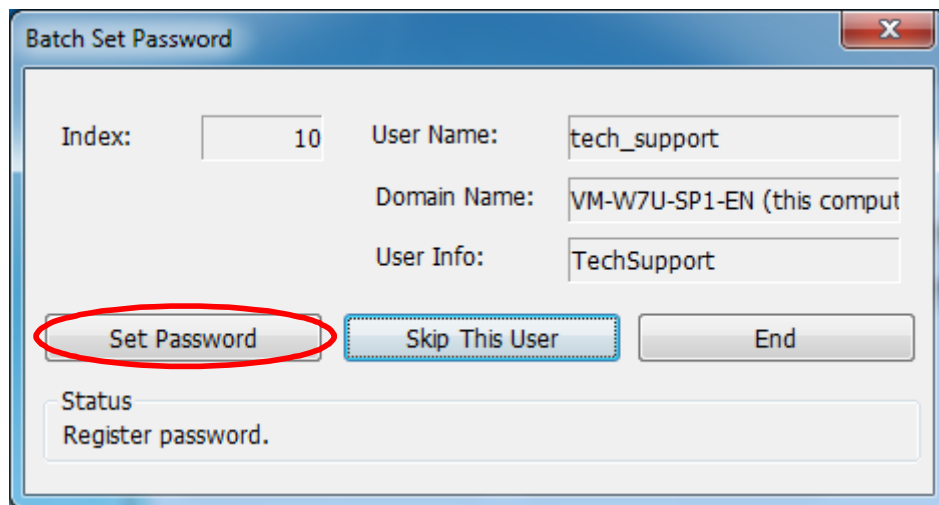 Batch Set Password
Index: 10 User Name: tech_support
Domain Name: VM-W7U-SP1-EN (this comput
User Info: TechSupport
Set Password Skip This User End
Status
Register password.